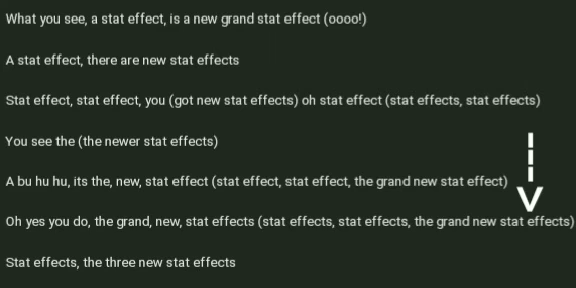 What you see, a stat effect, is a new grand stat effect (oooo!)
A stat effect, there are new stat effects
Stat effect, stat effect, you (got new stat effects) oh stat effect (stat effects, stat effects)
You see the (the newer stat effects)
A bu hu hu, its the, new, stat effect (stat effect, stat effect, the grand new stat effect)
Oh yes you do, the grand, new, stat effects (stat effects, stat effects, the grand new stat effects)
Stat effects, the three new stat effects